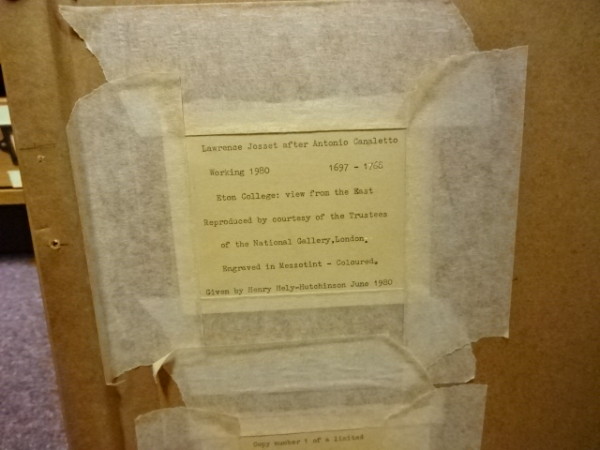 Lawrence Josset after Antonio Canaletto
Working 1980 1697 - 1768
Eton College: view from the East
Reproduced by courtesy of the Trustees
of the National Gallery,London.
Engraved in Mezzotint - Coloured.
Given by Henry Hely-Hutchinson June 1980
Copy number 1 of a limited